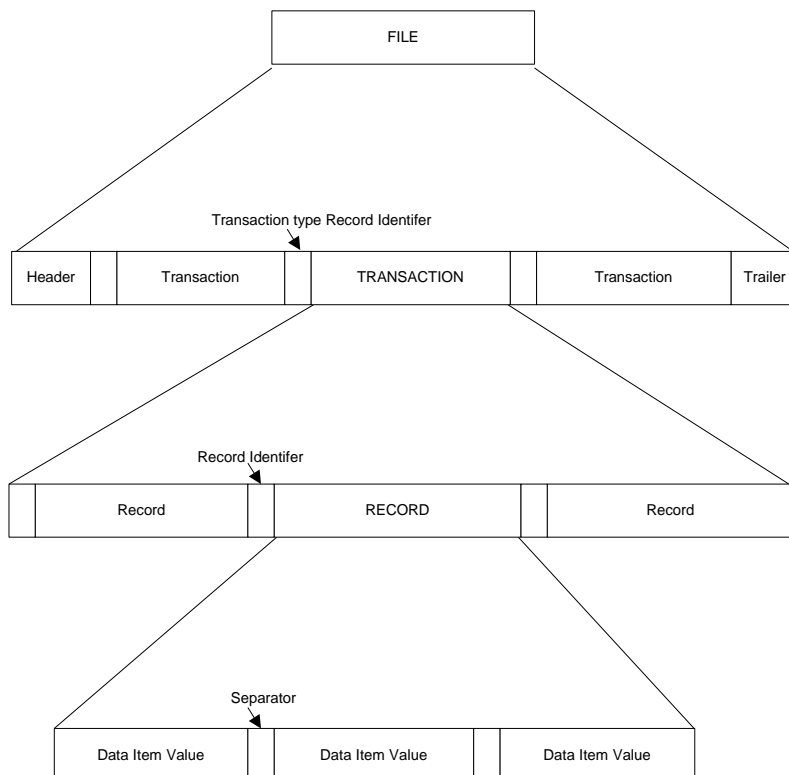 FILE
Transaction type Record Identifer
Header
Transaction
TRANSACTION
Transaction
Trailer
Record Identifer
Record
RECORD
Record
Separator
Data Item Value
Data Item Value
Data Item Value